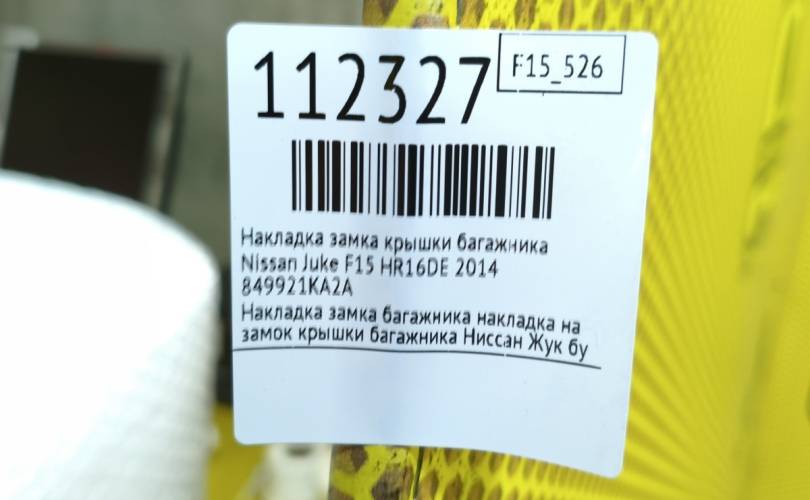 112327
F15_526
Накладка замка крышки багажника
Nissan Juke F15 HR16DE 2014
849921KA2A
Накладка замка багажника накладка на
замок крышки багажника Ниссан Жук бу